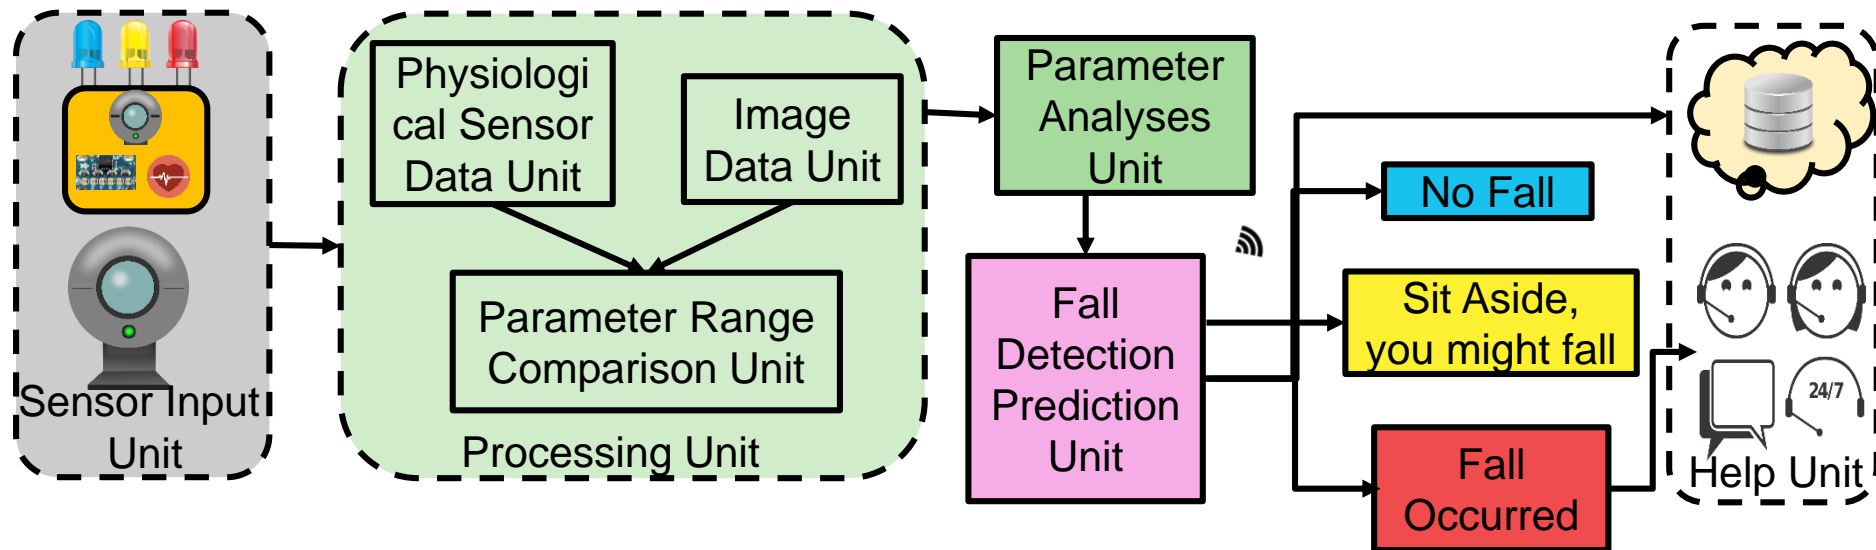 Sensor Input
Unit
Physiologi
cal Sensor
Data Unit
Image
Data Unit
Parameter Range
Comparison Unit
Processing Unit
Parameter
Analyses
Unit
Fall
Detection
Prediction
Unit
No Fall
Sit Aside,
you might fall
Fall
Occurred
24/7
Help Unit